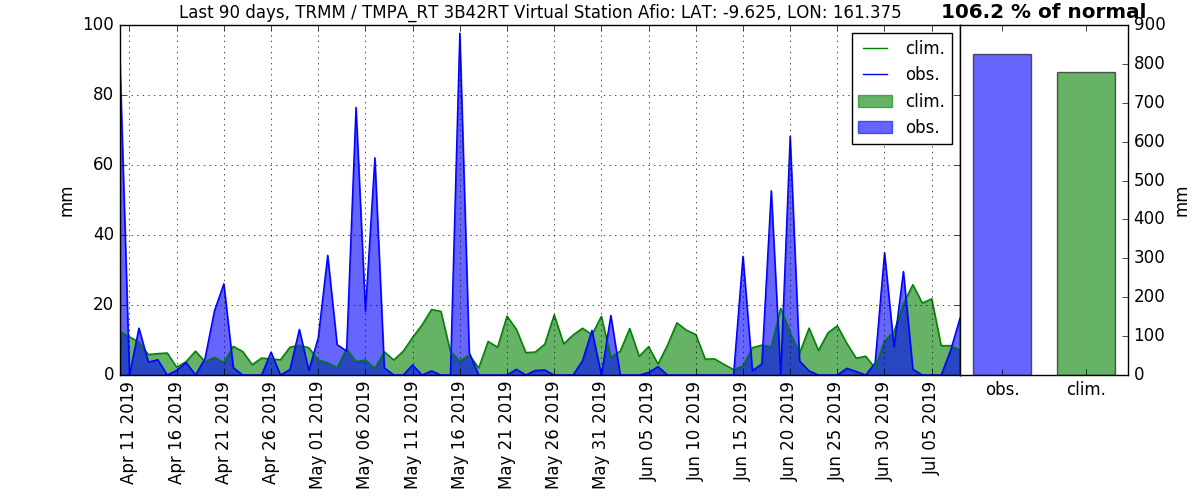 Last 90 days, TRMM / TMPA_RT 3B42RT Virtual Station Afio: LAT: -9.625, LON: 161.375
106.2 % of normal
100
80
60
40
20
0
mm
clim.
obs.
clim.
obs.
900
800
700
600
500
400
300
200
100
0
mm
Apr 11 2019
Apr 16 2019
Apr 21 2019
Apr 26 2019
May 01 2019
May 06 2019
May 11 2019
May 16 2019
May 21 2019
May 26 2019
May 31 2019
Jun 05 2019
Jun 10 2019
Jun 15 2019
Jun 20 2019
Jun 25 2019
Jun 30 2019
Jul 05 2019
obs.
clim.